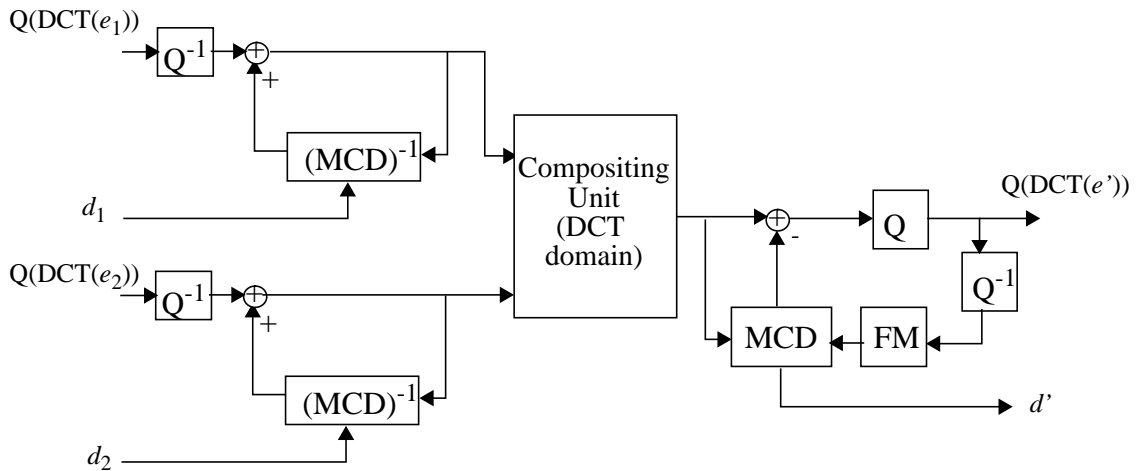 Q(DCT(e₁))
Q⁻¹
+
+
(MCD)⁻¹
d₁
Q(DCT(e₂))
Q⁻¹
+
+
(MCD)⁻¹
d₂
Compositing
Unit
(DCT
domain)
+
-
Q
Q(DCT(e’))
Q⁻¹
MCD
FM
d’